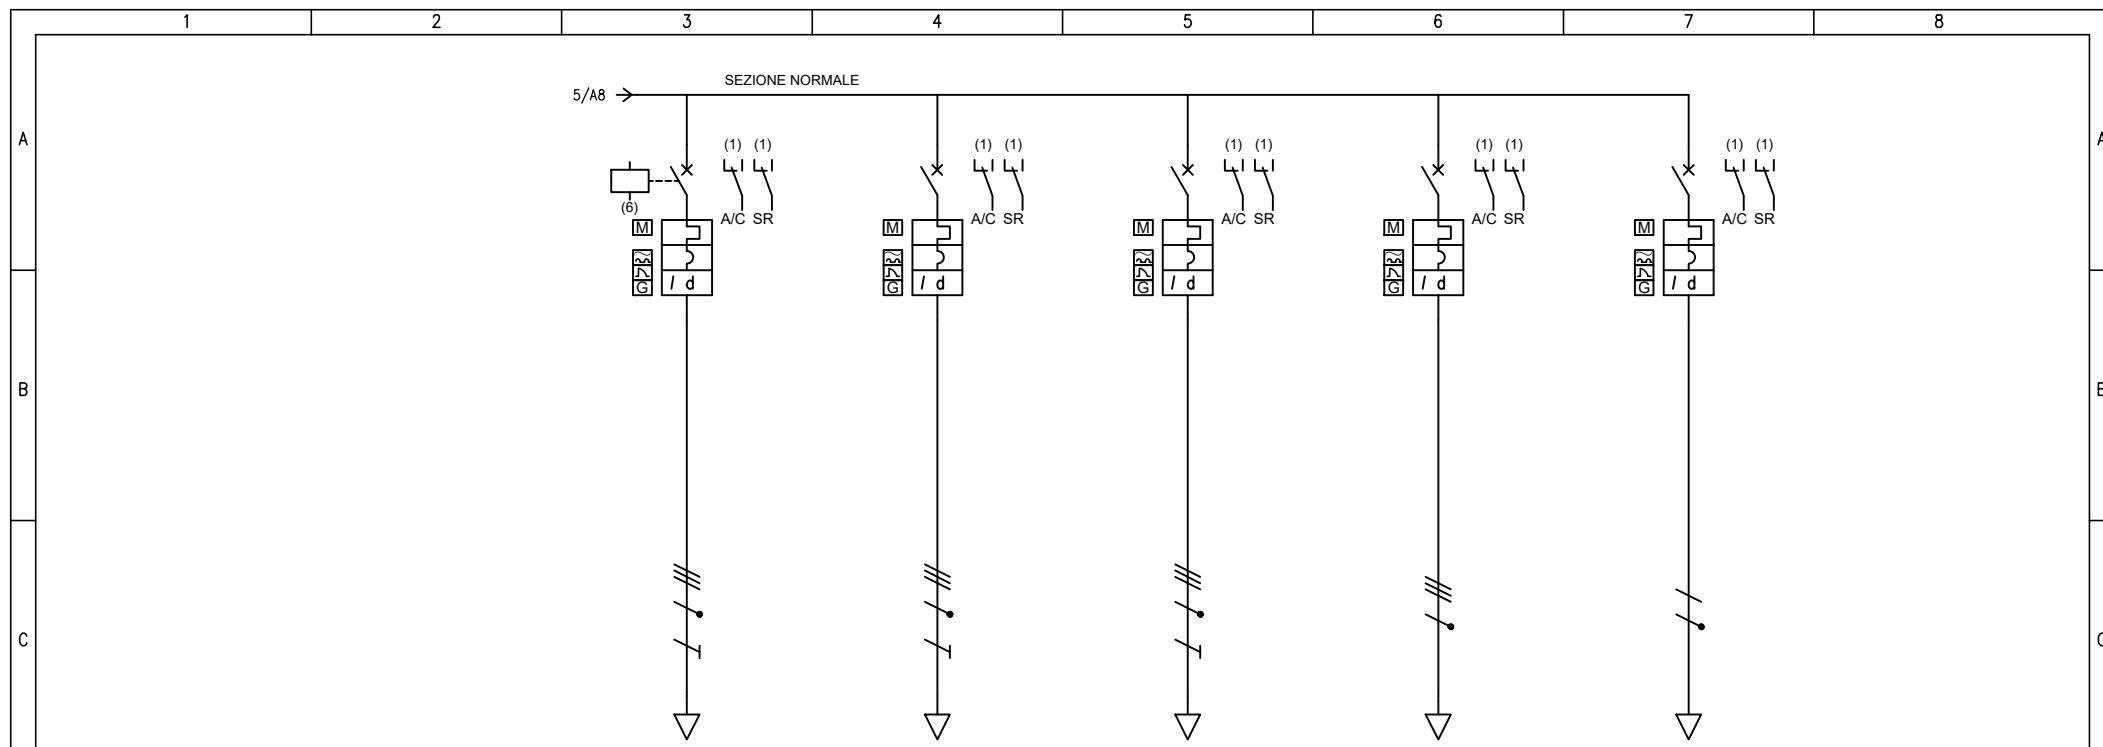 1 2 3 4 5 6 7 8
SEZIONE NORMALE
5/A8
A A
(1) (1) (1) (1) (1) (1) (1) (1) (1) (1)
(6)
A/C SR A/C SR A/C SR A/C SR A/C SR
M M M M M
G I d G I d G I d G I d G I d
B B
C C